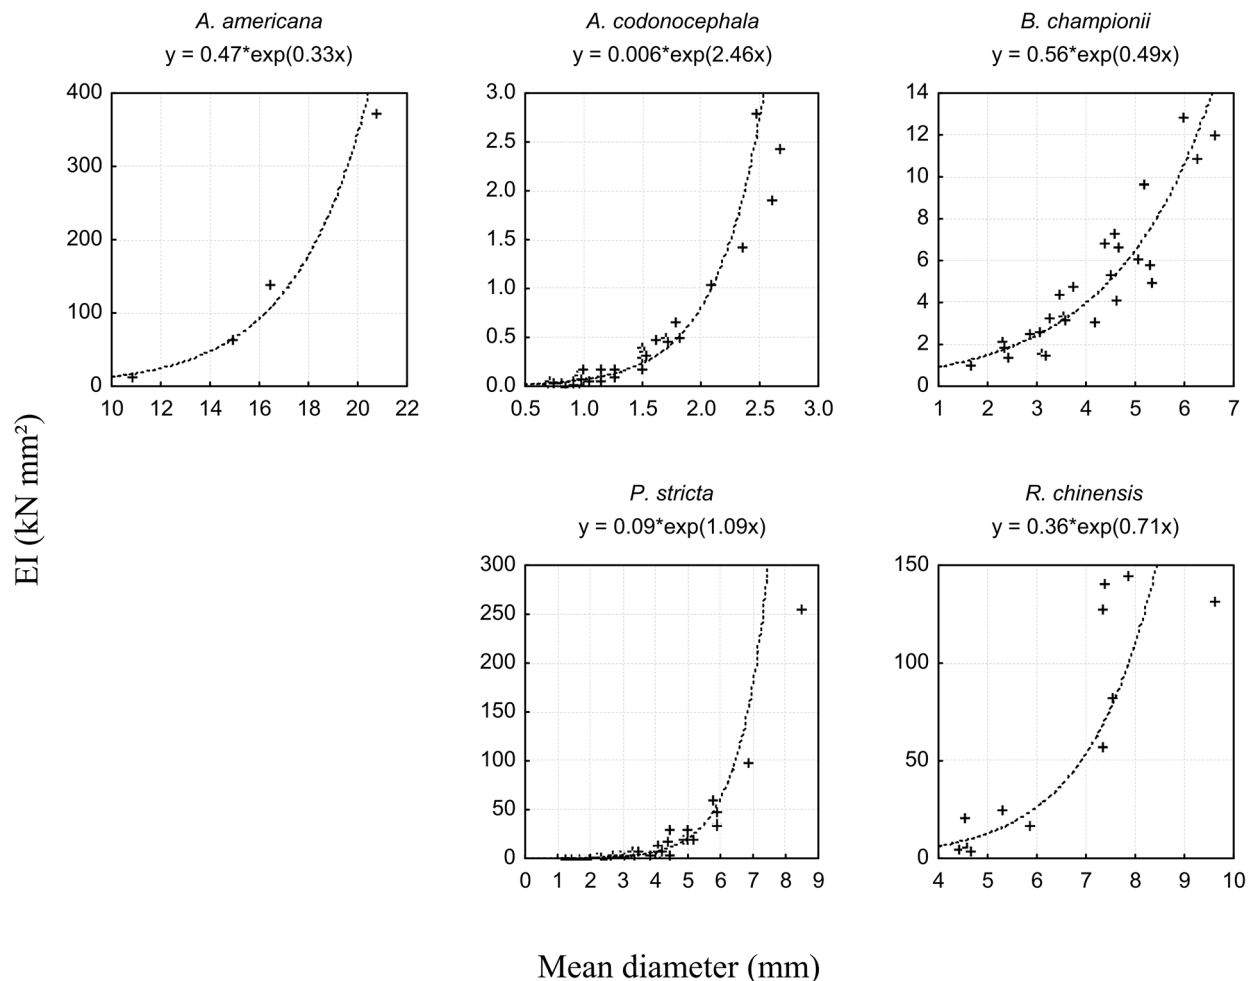 A. americana
y = 0.47*exp(0.33x)
400
300
200
100
0
10 12 14 16 18 20 22
A. codonocephala
y = 0.006*exp(2.46x)
3.0
2.5
2.0
1.5
1.0
0.5
0.0
0.5 1.0 1.5 2.0 2.5 3.0
B. championii
y = 0.56*exp(0.49x)
14
12
10
8
6
4
2
0
1 2 3 4 5 6 7
EI (kN mm²)
P. stricta
y = 0.09*exp(1.09x)
300
250
200
150
100
50
0
0 1 2 3 4 5 6 7 8 9
R. chinensis
y = 0.36*exp(0.71x)
150
100
50
0
4 5 6 7 8 9 10
Mean diameter (mm)